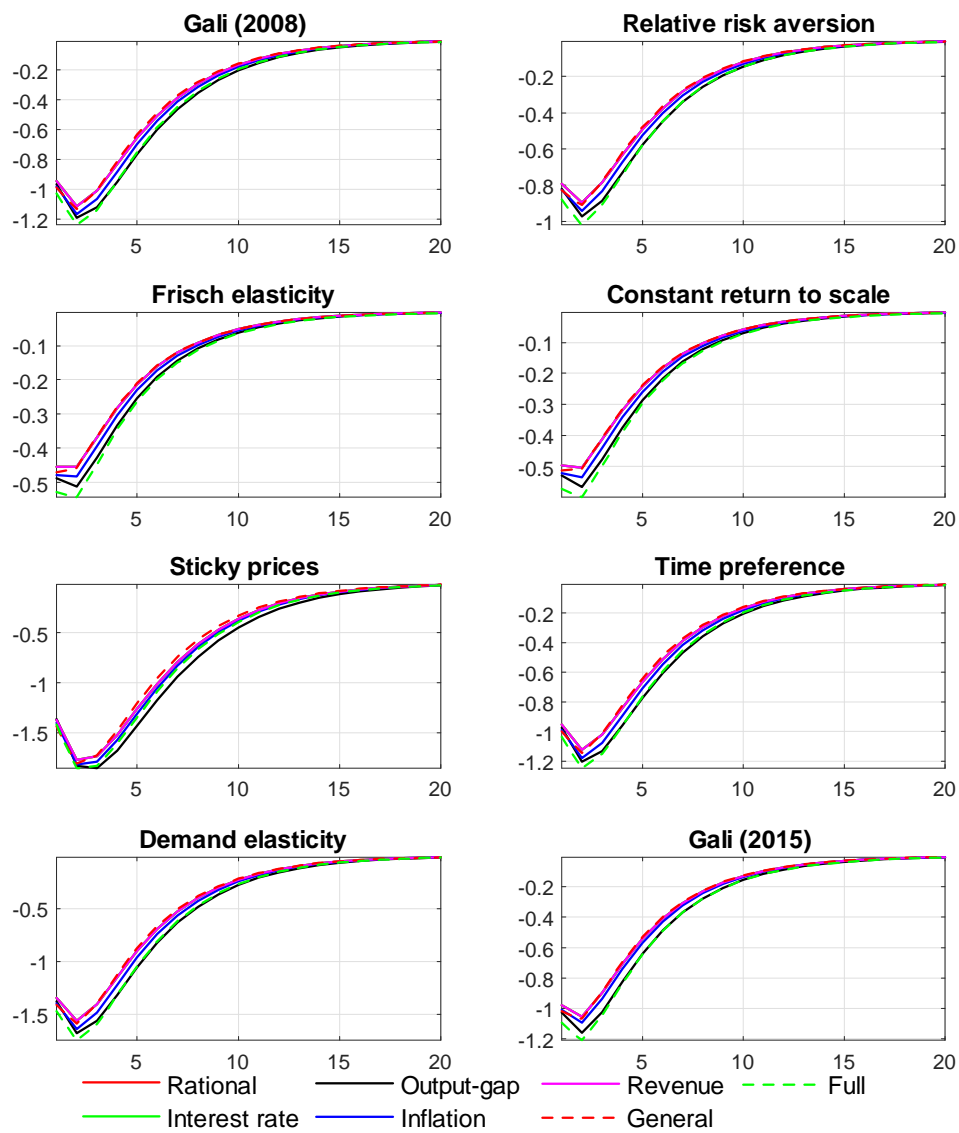 Gali (2008)
-0.2
-0.4
-0.6
-0.8
-1
-1.2
5 10 15 20
Relative risk aversion
-0.2
-0.4
-0.6
-0.8
-1
5 10 15 20
Frisch elasticity
-0.1
-0.2
-0.3
-0.4
-0.5
5 10 15 20
Constant return to scale
-0.1
-0.2
-0.3
-0.4
-0.5
5 10 15 20
Sticky prices
-0.5
-1
-1.5
5 10 15 20
Time preference
-0.2
-0.4
-0.6
-0.8
-1
-1.2
5 10 15 20
Demand elasticity
-0.5
-1
-1.5
5 10 15 20
Gali (2015)
-0.2
-0.4
-0.6
-0.8
-1
-1.2
5 10 15 20
Rational Output-gap Revenue Full
Interest rate Inflation General